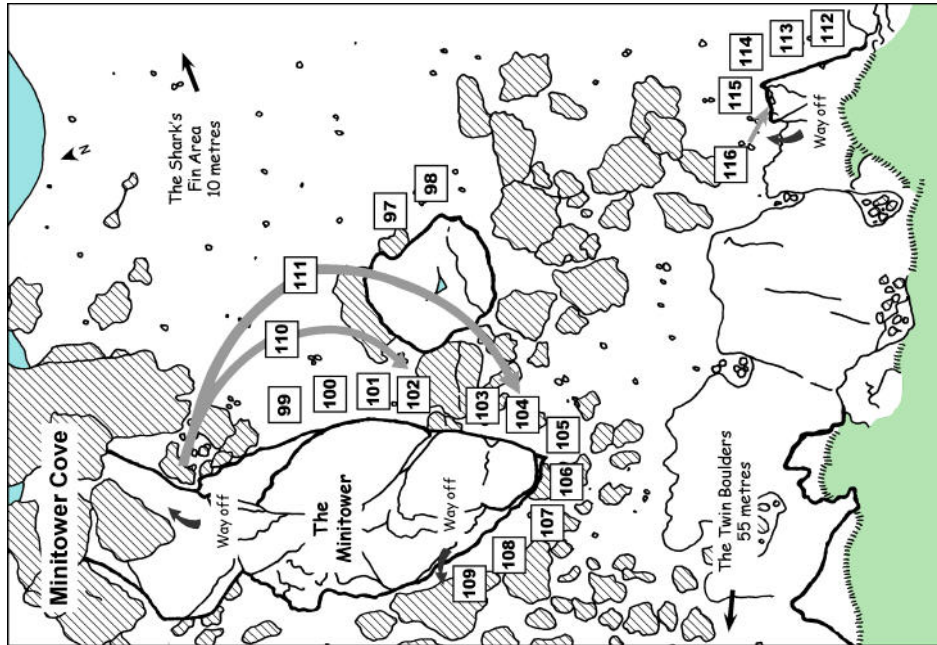 Minitower Cove
N
The Shark's
Fin Area
10 metres
97
98
111
110
99
100
101
102
103
104
105
106
107
108
109
Way off
The
Minitower
Way off
112
113
114
115
116
Way off
The Twin Boulders
55 metres